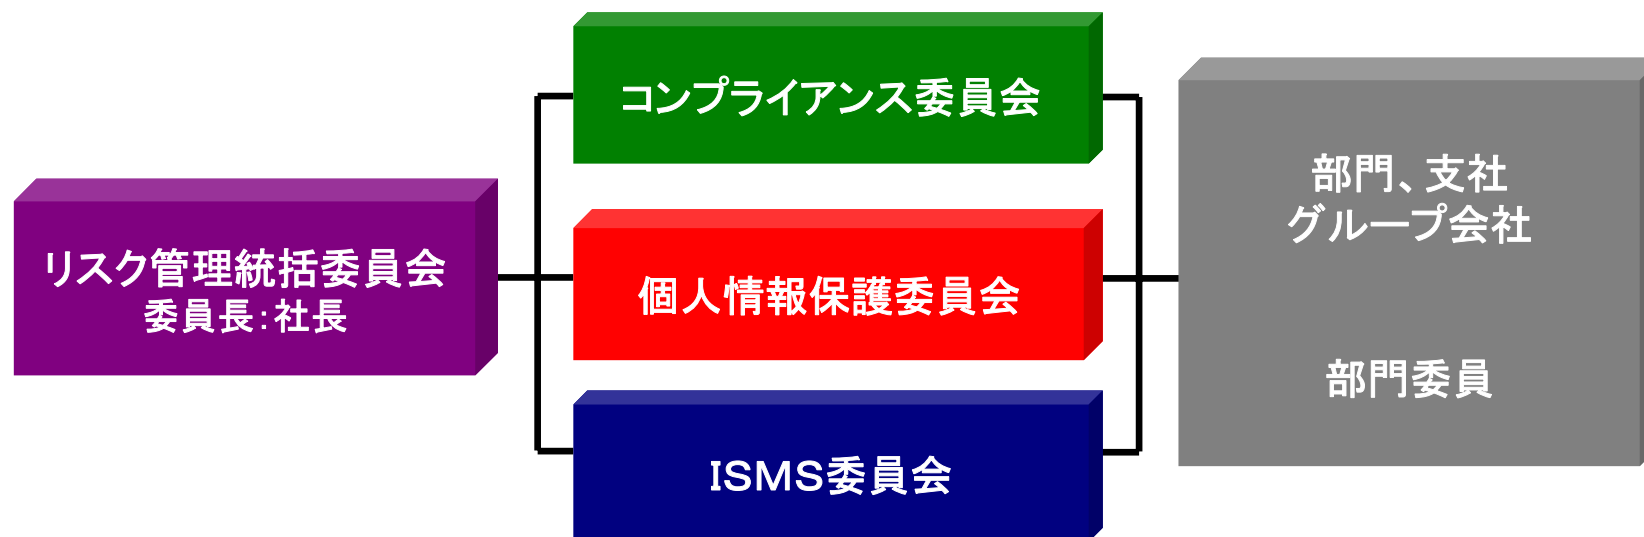 コンプライアンス委員会
リスク管理統括委員会
委員長：社長
個人情報保護委員会
ISMS委員会
部門、支社
グループ会社
部門委員